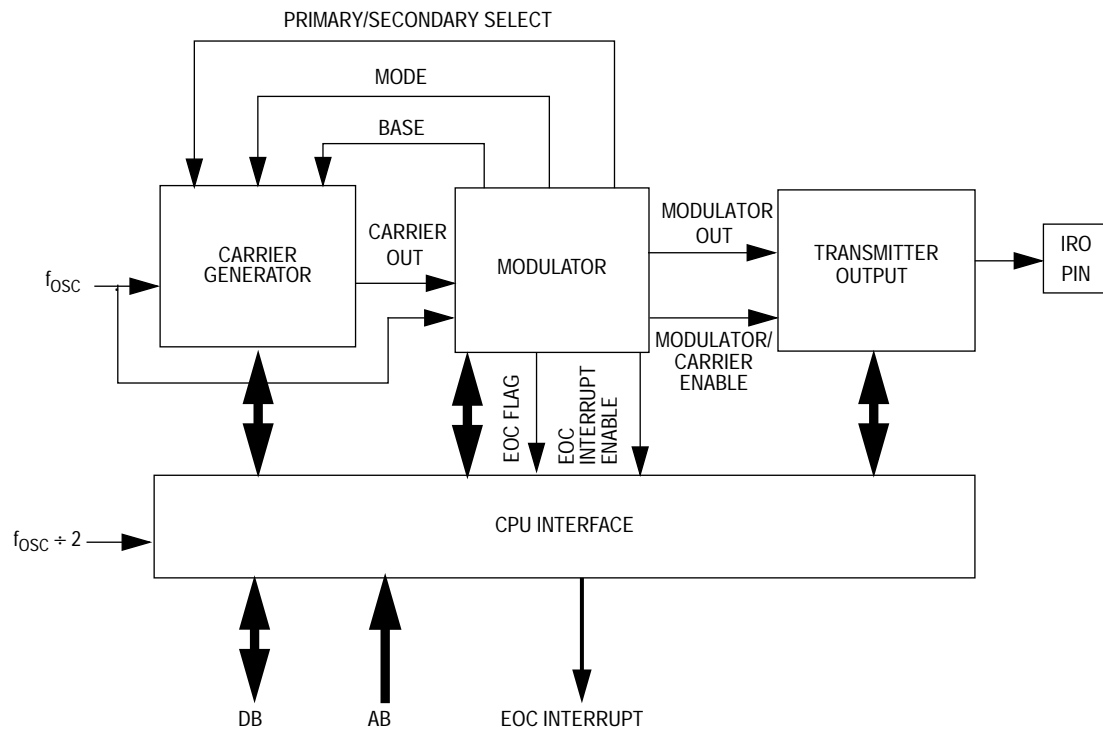 PRIMARY/SECONDARY SELECT
MODE
BASE
CARRIER
GENERATOR
CARRIER
OUT
MODULATOR
MODULATOR
OUT
TRANSMITTER
OUTPUT
IRO
PIN
fOSC
MODULATOR/
CARRIER
ENABLE
EOC FLAG
EOC
INTERRUPT
ENABLE
CPU INTERFACE
fOSC ÷ 2
DB
AB
EOC INTERRUPT